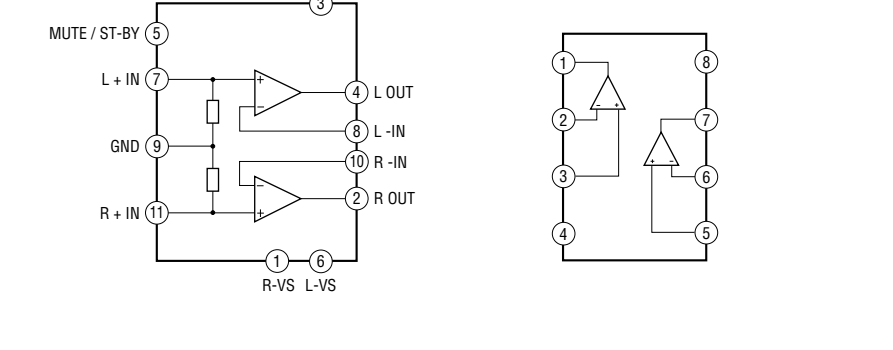 3
MUTE / ST-BY 5
L + IN 7
+
-
4 L OUT
8 L -IN
GND 9
10 R -IN
-
+
2 R OUT
R + IN 11
1 6
R-VS L-VS
1
8
- +
2
7
+ -
3
6
4
5